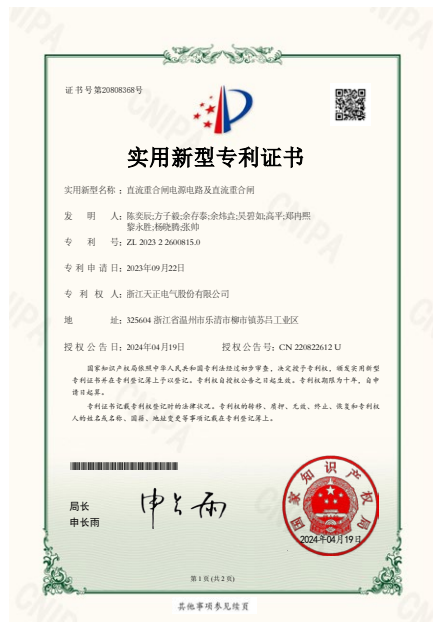 证书号第20808368号
实用新型专利证书
实用新型名称：直流重合闸电源电路及直流重合闸
发明人：陈奕辰;方子毅;余存泰;余炜垚;吴碧如;高平;郑冉熙
黎永胜;杨晓腾;张帅
专利号：ZL 2023 2 2600815.0
专利申请日：2023年09月22日
专利权人：浙江天正电气股份有限公司
地址：325604 浙江省温州市乐清市柳市镇苏吕工业区
授权公告日：2024年04月19日 授权公告号：CN 220822612 U
国家知识产权局依照中华人民共和国专利法经过初步审查，决定授予专利权，颁发实用新型
专利证书并在专利登记簿上予以登记。专利权自授权公告之日起生效。专利权期限为十年，自申
请日起算。
专利证书记载专利权登记时的法律状况。专利权的转移、质押、无效、终止、恢复和专利权
人的姓名或名称、国籍、地址变更等事项记载在专利登记簿上。
局长
申长雨
申长雨
国家知识产权局
2024年04月19日
第1页(共2页)
其他事项参见续页
CNIPA